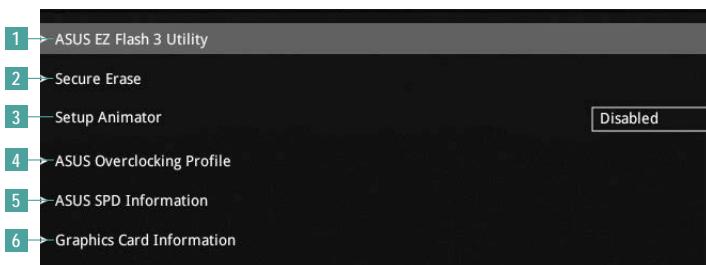 1 ASUS EZ Flash 3 Utility
2 Secure Erase
3 Setup Animator Disabled
4 ASUS Overclocking Profile
5 ASUS SPD Information
6 Graphics Card Information